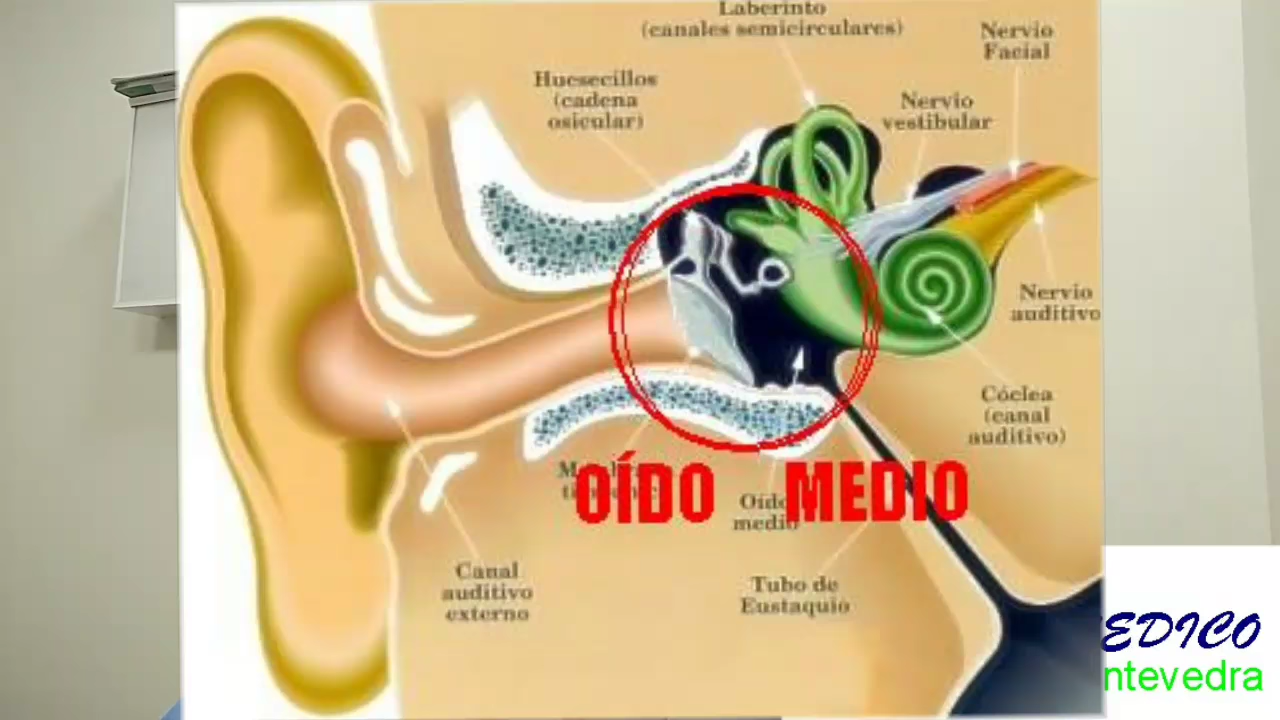 Laberinto
(canales semicirculares)
Nervio
Facial
Huesecillos
(cadena
osicular)
Nervio
vestibular
Nervio
auditivo
Cóclea
(canal
auditivo)
OÍDO MEDIO
Oído
medio
Canal
auditivo
externo
Tubo de
Eustaquio
EDICO
ntevedra